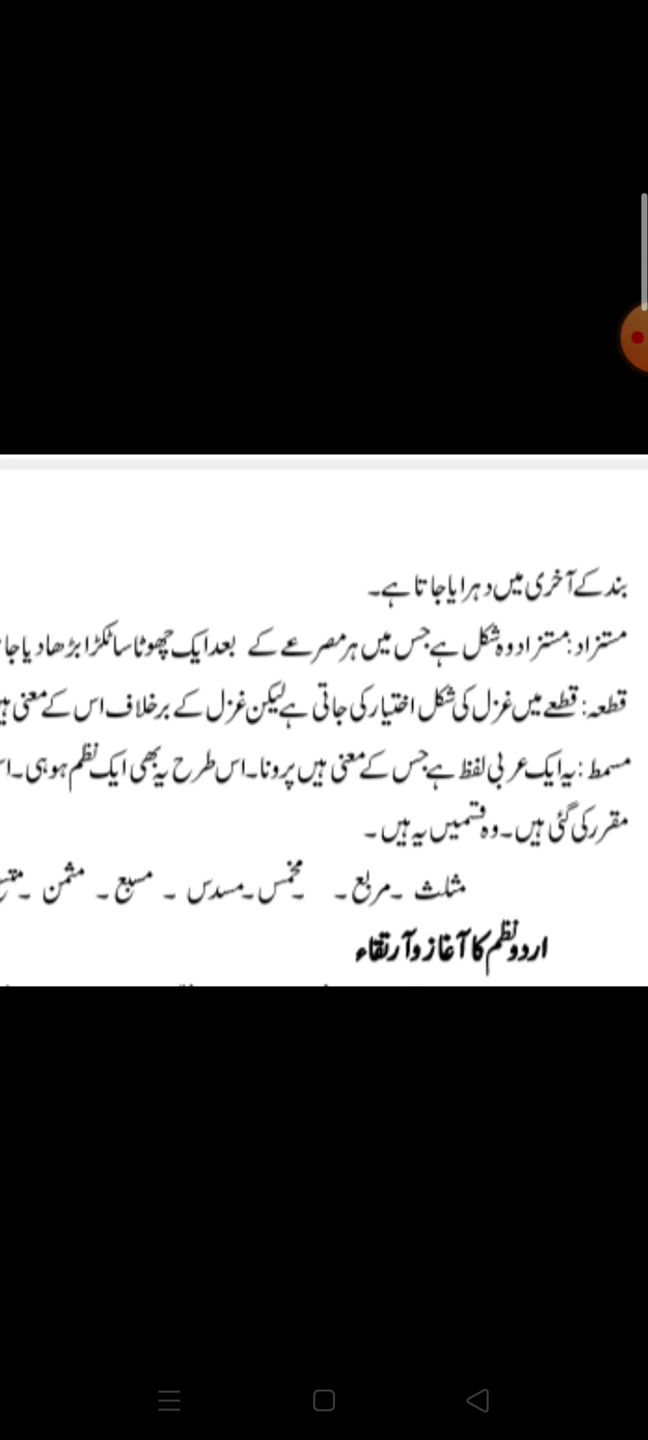 بند کے آخری میں دہرایا جاتا ہے۔
مستزاد: مستزاد وہ شکل ہے جس میں ہر مصرعے کے بعد ایک چھوٹا سا ٹکڑا بڑھا دیا جا
قطعہ: قطعے میں غزل کی شکل اختیار کی جاتی ہے لیکن غزل کے برخلاف اس کے معنی
مسمط: یہ ایک عربی لفظ ہے جس کے معنی ہیں پرونا۔ اس طرح یہ بھی ایک نظم ہو ہی۔
مقرر کی گئی ہیں۔ وہ قسمیں یہ ہیں۔
مثلث ۔ مربع ۔ مخمس ۔ مسدس ۔ مسبع ۔ مثمن ۔
اردو نظم کا آغاز و آرتقاء